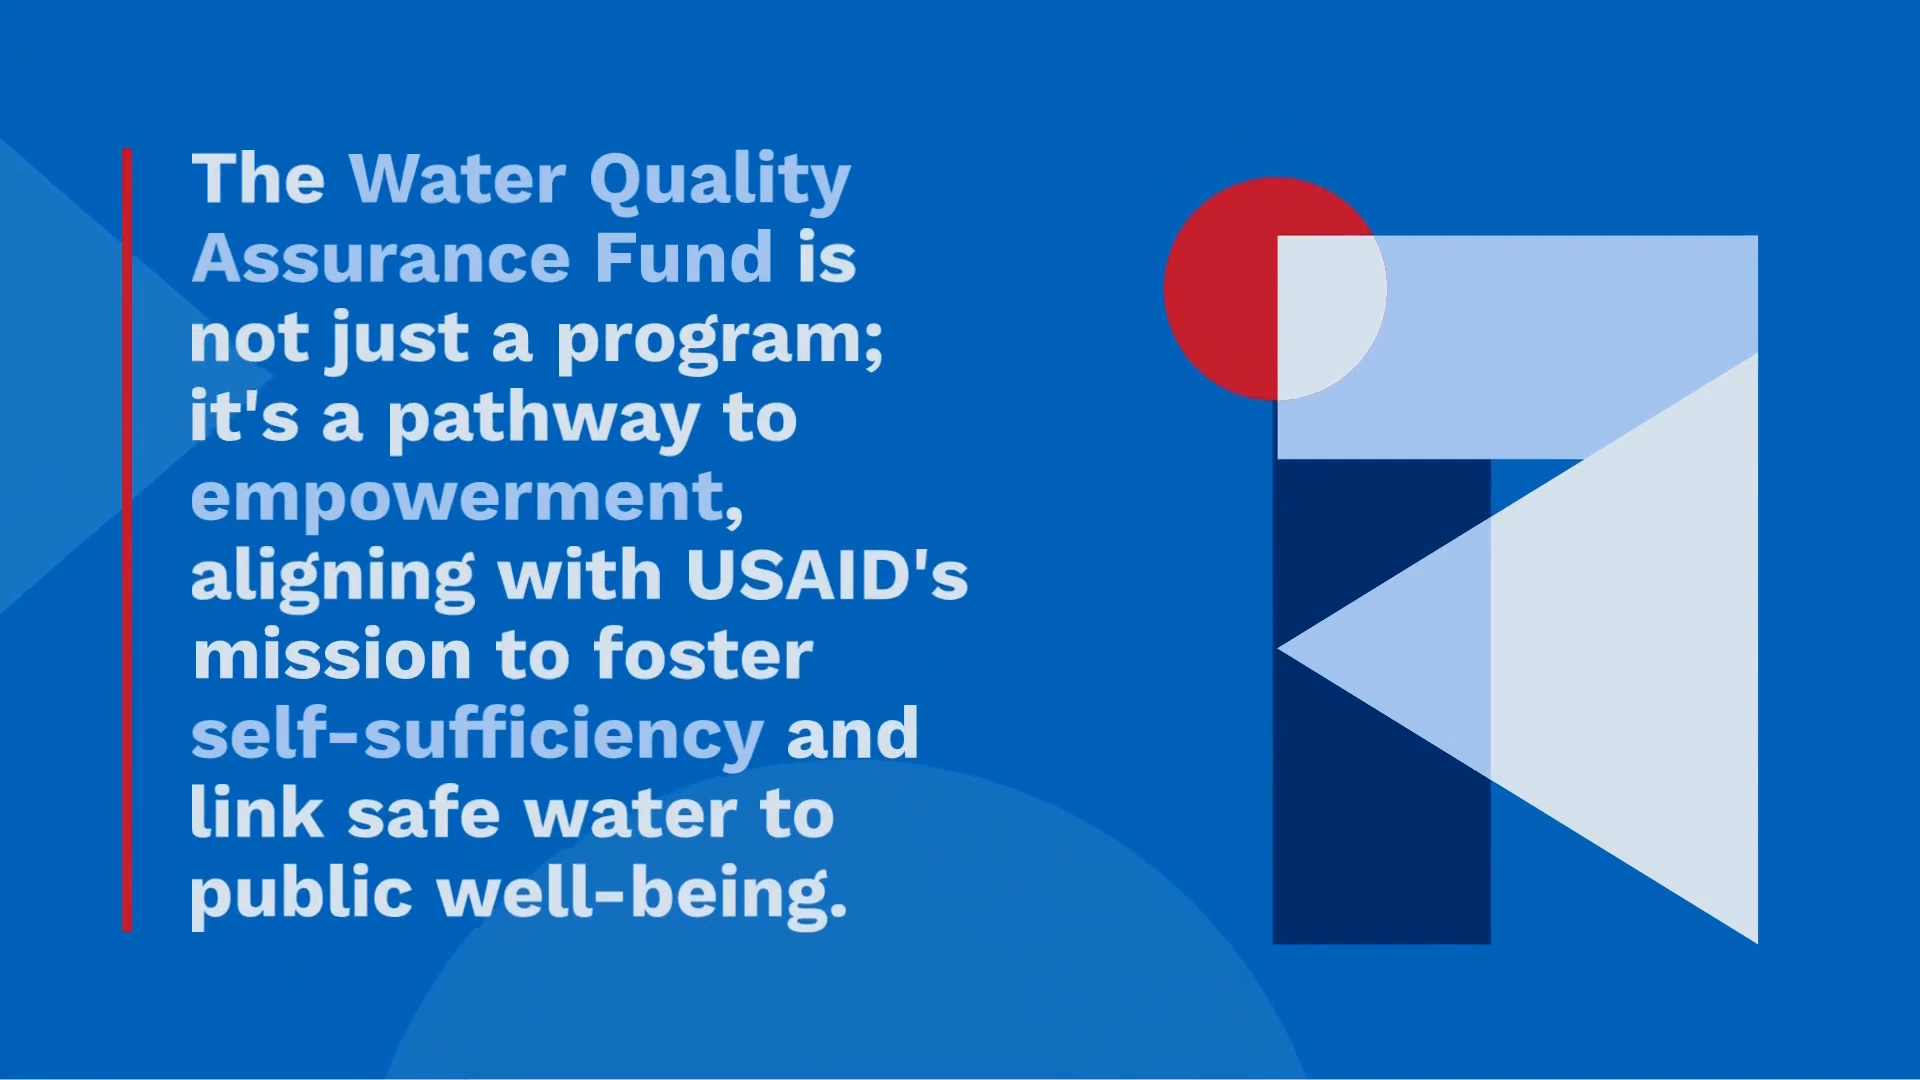 The Water Quality
Assurance Fund is
not just a program;
it's a pathway to
empowerment,
aligning with USAID's
mission to foster
self-sufficiency and
link safe water to
public well-being.